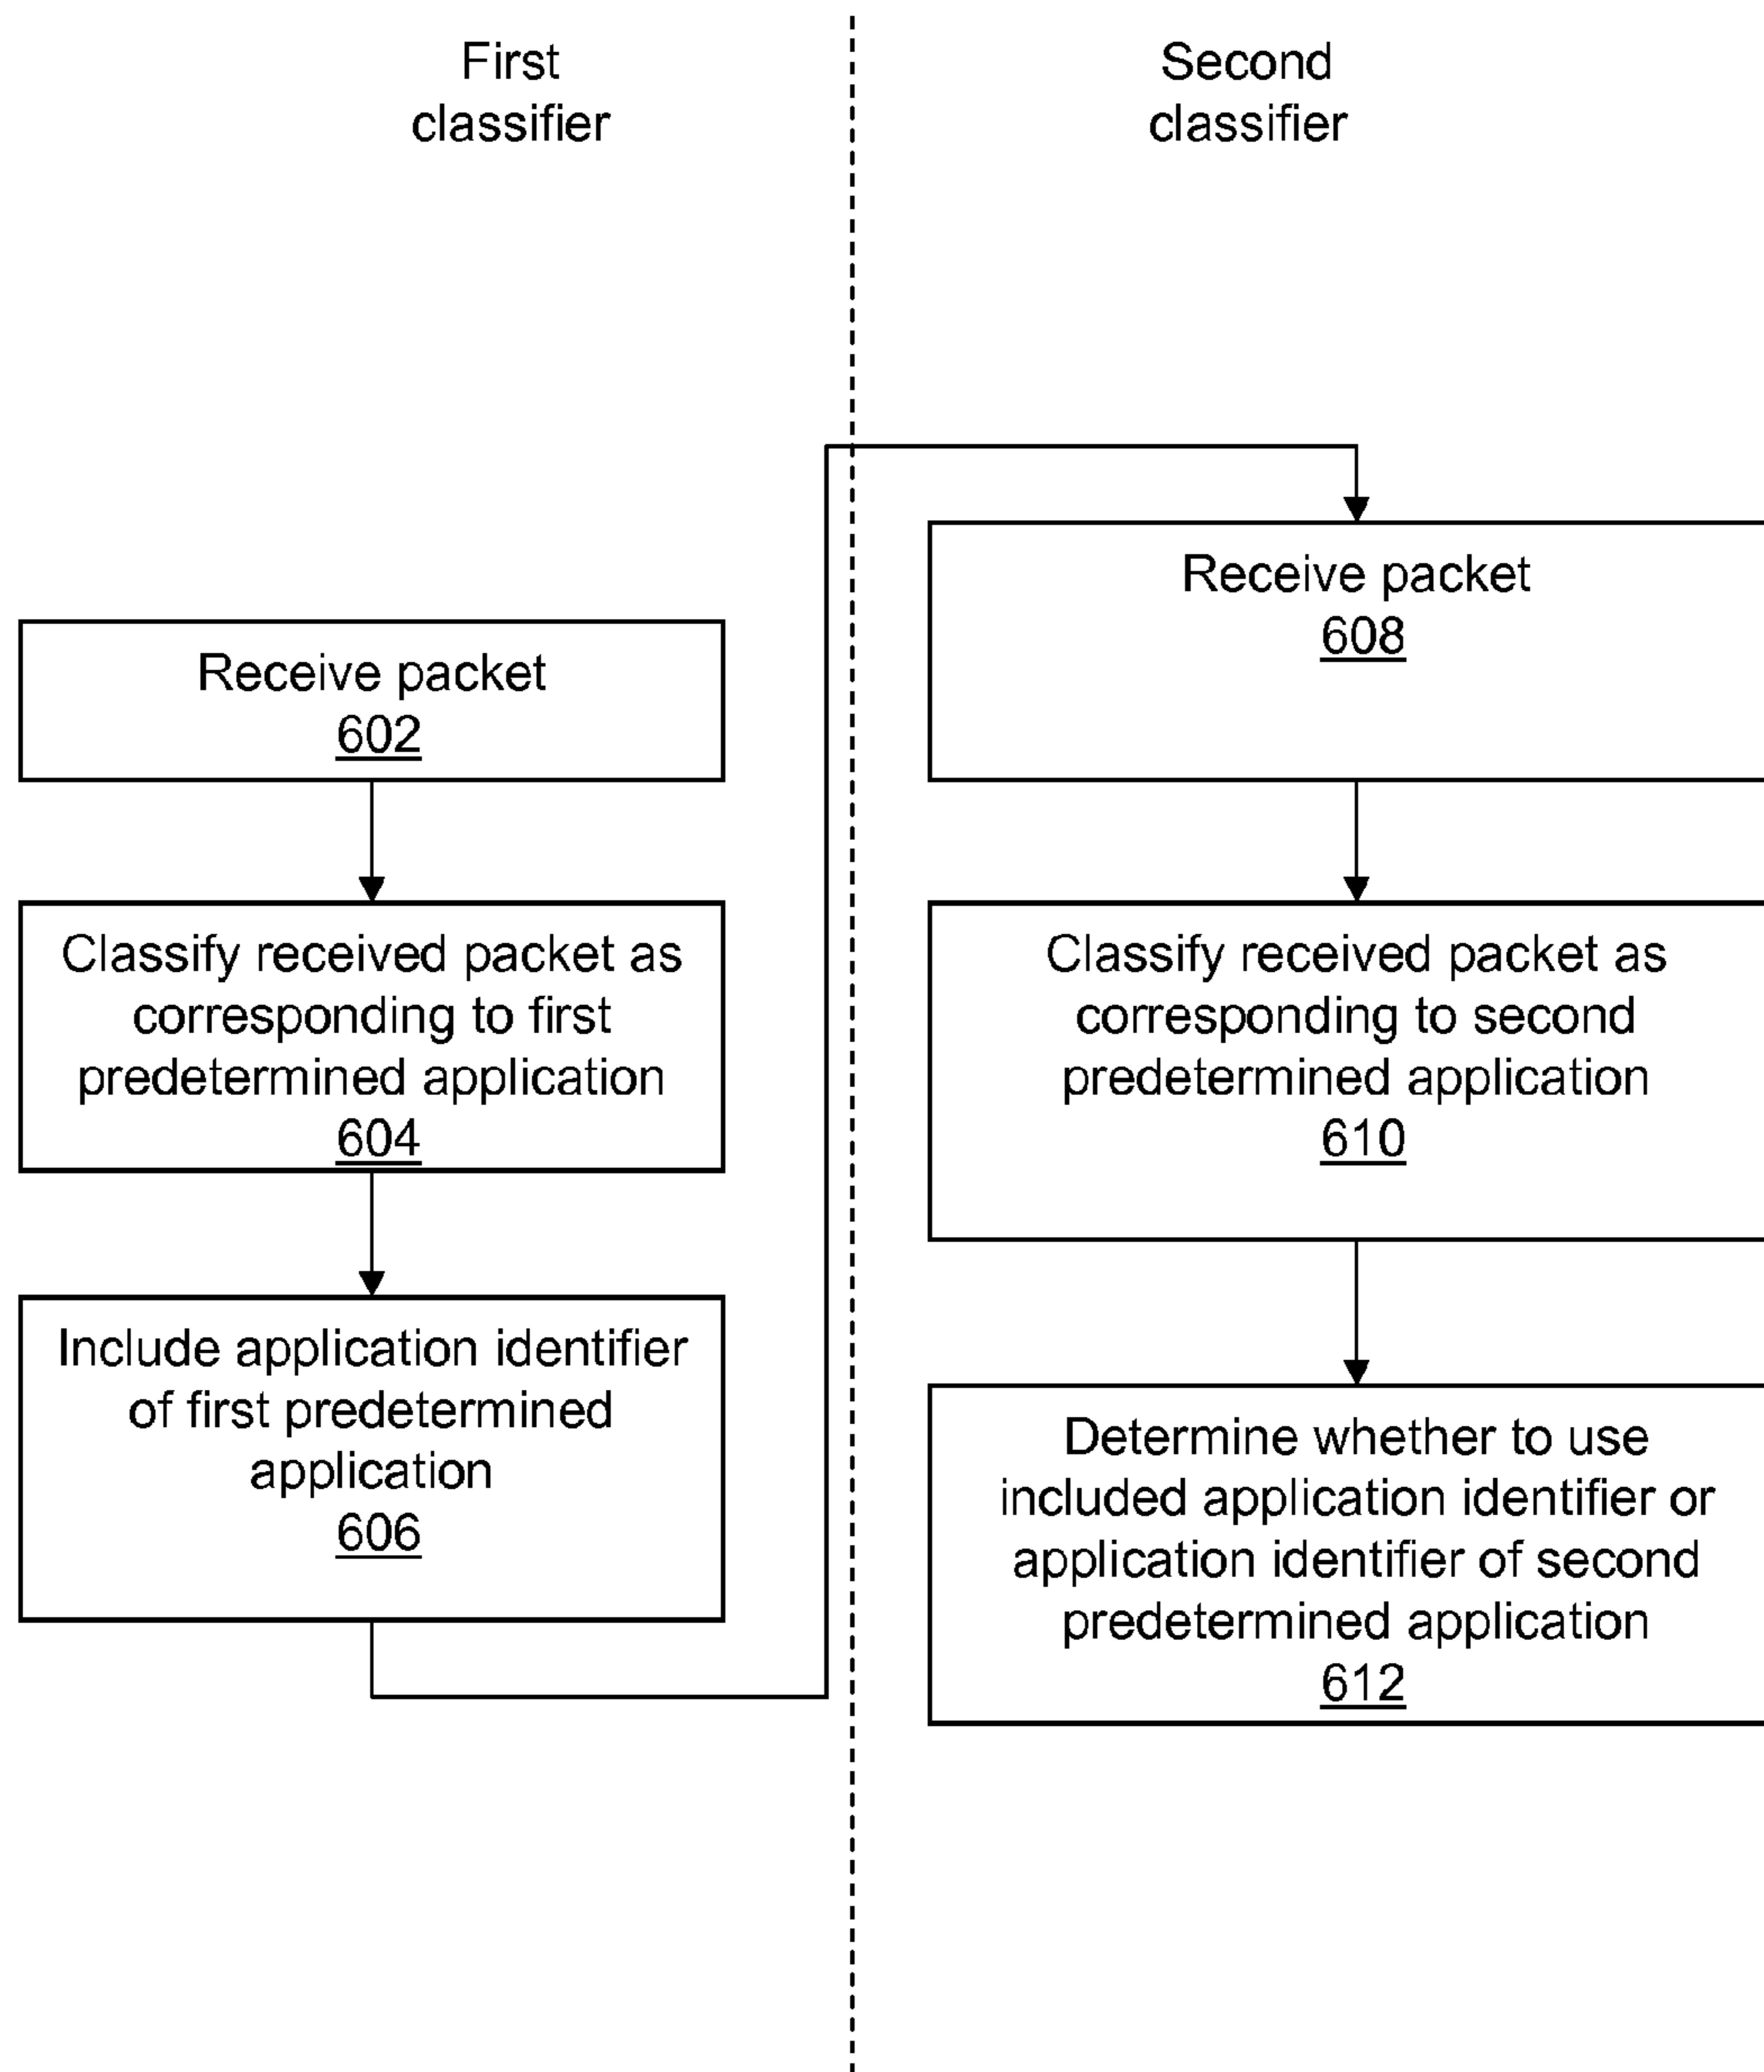 First
classifier
Second
classifier
Receive packet
602
Classify received packet as
corresponding to first
predetermined application
604
Include application identifier
of first predetermined
application
606
Receive packet
608
Classify received packet as
corresponding to second
predetermined application
610
Determine whether to use
included application identifier or
application identifier of second
predetermined application
612